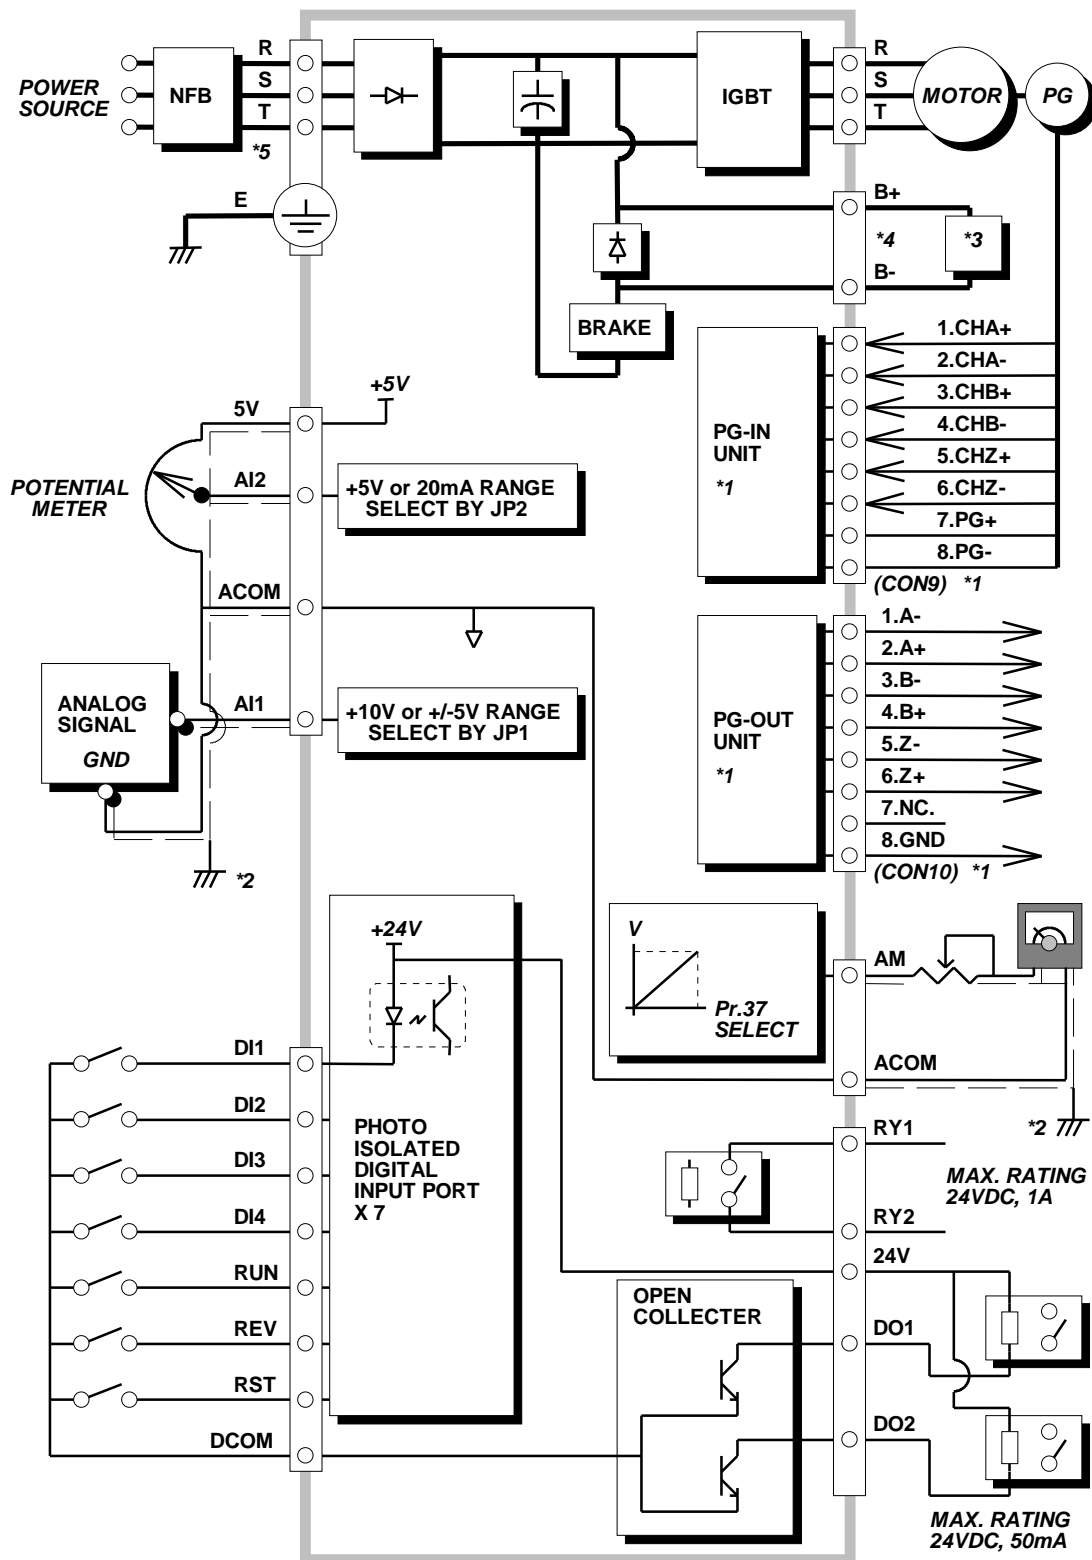 POWER
SOURCE
NFB
R
S
T
*5
E
IGBT
R
S
T
MOTOR
PG
B+
*4
B-
*3
BRAKE
PG-IN
UNIT
*1
1.CHA+
2.CHA-
3.CHB+
4.CHB-
5.CHZ+
6.CHZ-
7.PG+
8.PG-
(CON9) *1
5V
+5V
POTENTIAL
METER
AI2
+5V or 20mA RANGE
SELECT BY JP2
ACOM
ANALOG
SIGNAL
GND
AI1
+10V or +/-5V RANGE
SELECT BY JP1
*2
PG-OUT
UNIT
*1
1.A-
2.A+
3.B-
4.B+
5.Z-
6.Z+
7.NC.
8.GND
(CON10) *1
+24V
V
Pr.37
SELECT
AM
ACOM
*2
DI1
DI2
DI3
DI4
RUN
REV
RST
DCOM
PHOTO
ISOLATED
DIGITAL
INPUT PORT
X 7
RY1
MAX. RATING
24VDC, 1A
RY2
24V
OPEN
COLLECTER
DO1
DO2
MAX. RATING
24VDC, 50mA